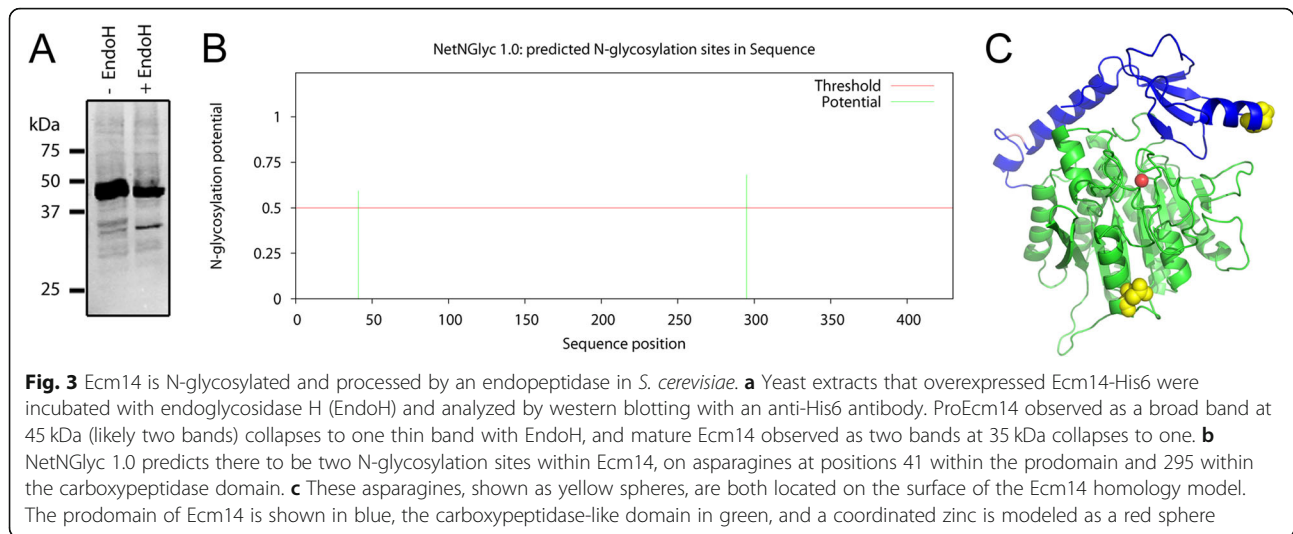 A
- EndoH
+ EndoH
kDa
75
50
37
25
B
NetNGlyc 1.0: predicted N-glycosylation sites in Sequence
Threshold
Potential
N-glycosylation potential
1
0.75
0.5
0.25
0
0 50 100 150 200 250 300 350 400
Sequence position
C
Fig. 3 Ecm14 is N-glycosylated and processed by an endopeptidase in S. cerevisiae. a Yeast extracts that overexpressed Ecm14-His6 were
incubated with endoglycosidase H (EndoH) and analyzed by western blotting with an anti-His6 antibody. ProEcm14 observed as a broad band at
45 kDa (likely two bands) collapses to one thin band with EndoH, and mature Ecm14 observed as two bands at 35 kDa collapses to one. b
NetNGlyc 1.0 predicts there to be two N-glycosylation sites within Ecm14, on asparagines at positions 41 within the prodomain and 295 within
the carboxypeptidase domain. c These asparagines, shown as yellow spheres, are both located on the surface of the Ecm14 homology model.
The prodomain of Ecm14 is shown in blue, the carboxypeptidase-like domain in green, and a coordinated zinc is modeled as a red sphere